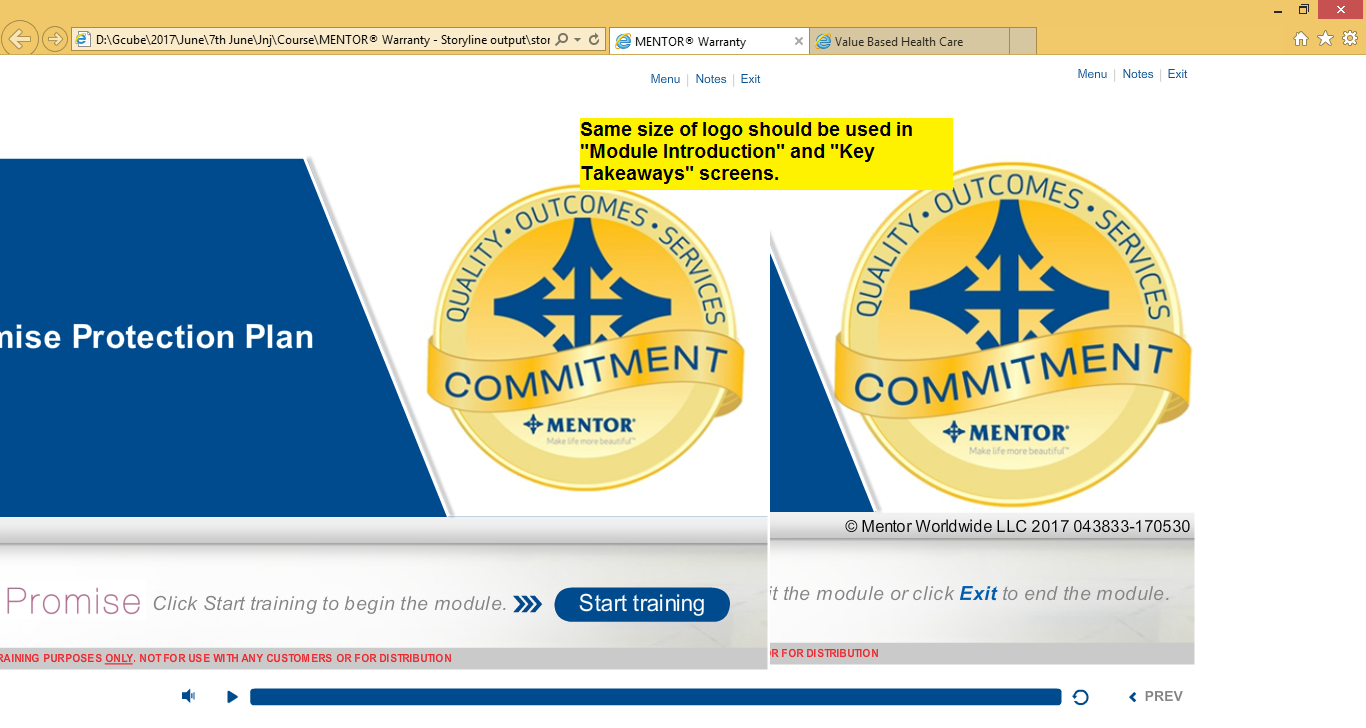 D:\Gcube\2017\June\7th June\Jnj\Course\MENTOR® Warranty - Storyline output\stor
MENTOR® Warranty
Value Based Health Care
Menu | Notes | Exit
Menu | Notes | Exit
Same size of logo should be used in
"Module Introduction" and "Key
Takeaways" screens.
mise Protection Plan
QUALITY • OUTCOMES • SERVICES
COMMITMENT
MENTOR®
Make life more beautiful™
QUALITY • OUTCOMES • SERVICES
COMMITMENT
MENTOR®
Make life more beautiful™
© Mentor Worldwide LLC 2017 043833-170530
Promise Click Start training to begin the module. Start training
it the module or click Exit to end the module.
RAINING PURPOSES ONLY. NOT FOR USE WITH ANY CUSTOMERS OR FOR DISTRIBUTION
OR FOR DISTRIBUTION
PREV